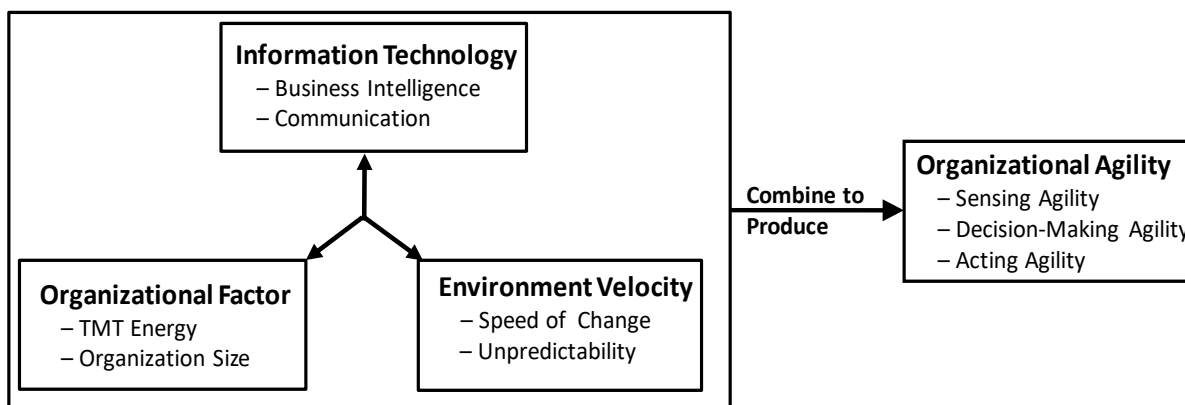 Information Technology
– Business Intelligence
– Communication
Organizational Factor
– TMT Energy
– Organization Size
Environment Velocity
– Speed of Change
– Unpredictability
Combine to
Produce
Organizational Agility
– Sensing Agility
– Decision-Making Agility
– Acting Agility